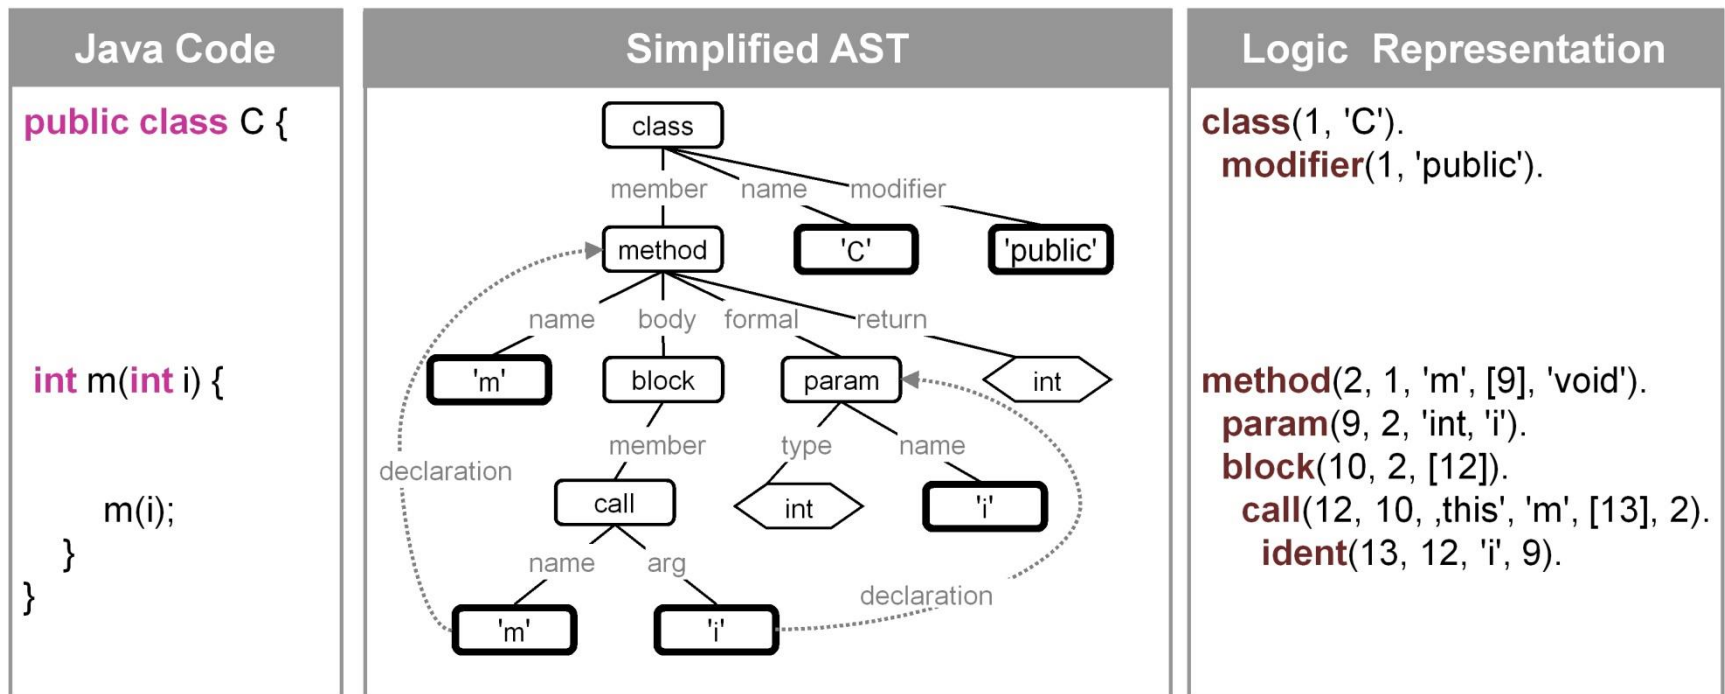 Java Code
public class C {
int m(int i) {
m(i);
}
}
Simplified AST
class
member name modifier
method 'C' 'public'
name body formal return
'm' block param int
member type name
declaration
call int 'i'
name arg
declaration
'm' 'i'
Logic Representation
class(1, 'C').
modifier(1, 'public').
method(2, 1, 'm', [9], 'void').
param(9, 2, 'int, 'i').
block(10, 2, [12]).
call(12, 10, ,this', 'm', [13], 2).
ident(13, 12, 'i', 9).